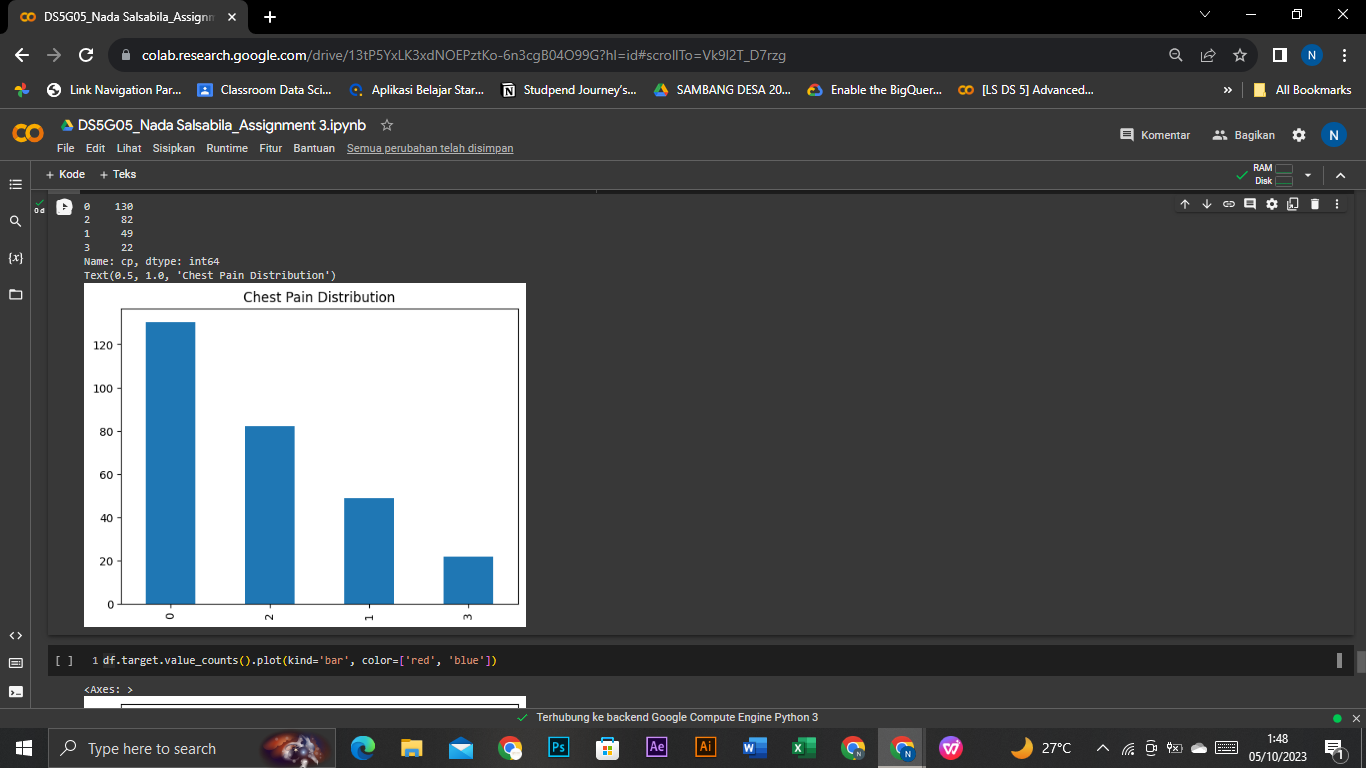 DS5G05_Nada Salsabila_Assignm
colab.research.google.com/drive/13tP5YxLK3xdNOEPztKo-6n3cgB04O99G?hl=id#scrollTo=Vk9l2T_D7rzg
N
Link Navigation Par... Classroom Data Sci... Aplikasi Belajar Star... Studpend Journey's... SAMBANG DESA 20... Enable the BigQuer... [LS DS 5] Advanced... » All Bookmarks
DS5G05_Nada Salsabila_Assignment 3.ipynb
Komentar Bagikan N
File Edit Lihat Sisipkan Runtime Fitur Bantuan Semua perubahan telah disimpan
+ Kode + Teks
RAM
Disk
0 d
0 130
2 82
1 49
3 22
Name: cp, dtype: int64
Text(0.5, 1.0, 'Chest Pain Distribution')
Chest Pain Distribution
120
100
80
60
40
20
0
0 2 1 3
[ ] 1 df.target.value_counts().plot(kind='bar', color=['red', 'blue'])
<Axes: >
Terhubung ke backend Google Compute Engine Python 3
Type here to search
Ps Ae Ai
27°C
1:48
05/10/2023
1